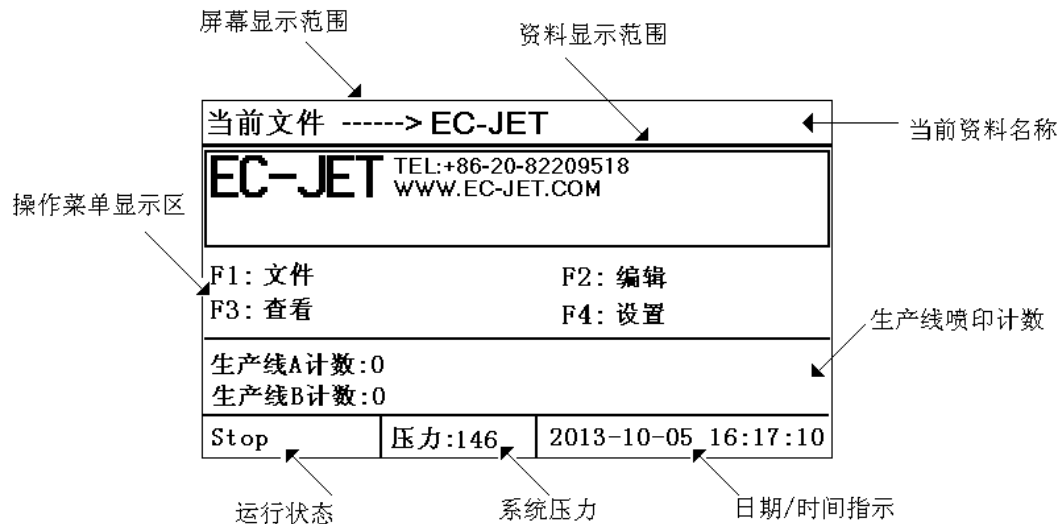 屏幕显示范围
资料显示范围
当前文件 ------> EC-JET
当前资料名称
EC-JET
TEL:+86-20-82209518
WWW.EC-JET.COM
操作菜单显示区
F1: 文件
F2: 编辑
F3: 查看
F4: 设置
生产线喷印计数
生产线A计数:0
生产线B计数:0
Stop
压力:146
2013-10-05 16:17:10
运行状态
系统压力
日期/时间指示